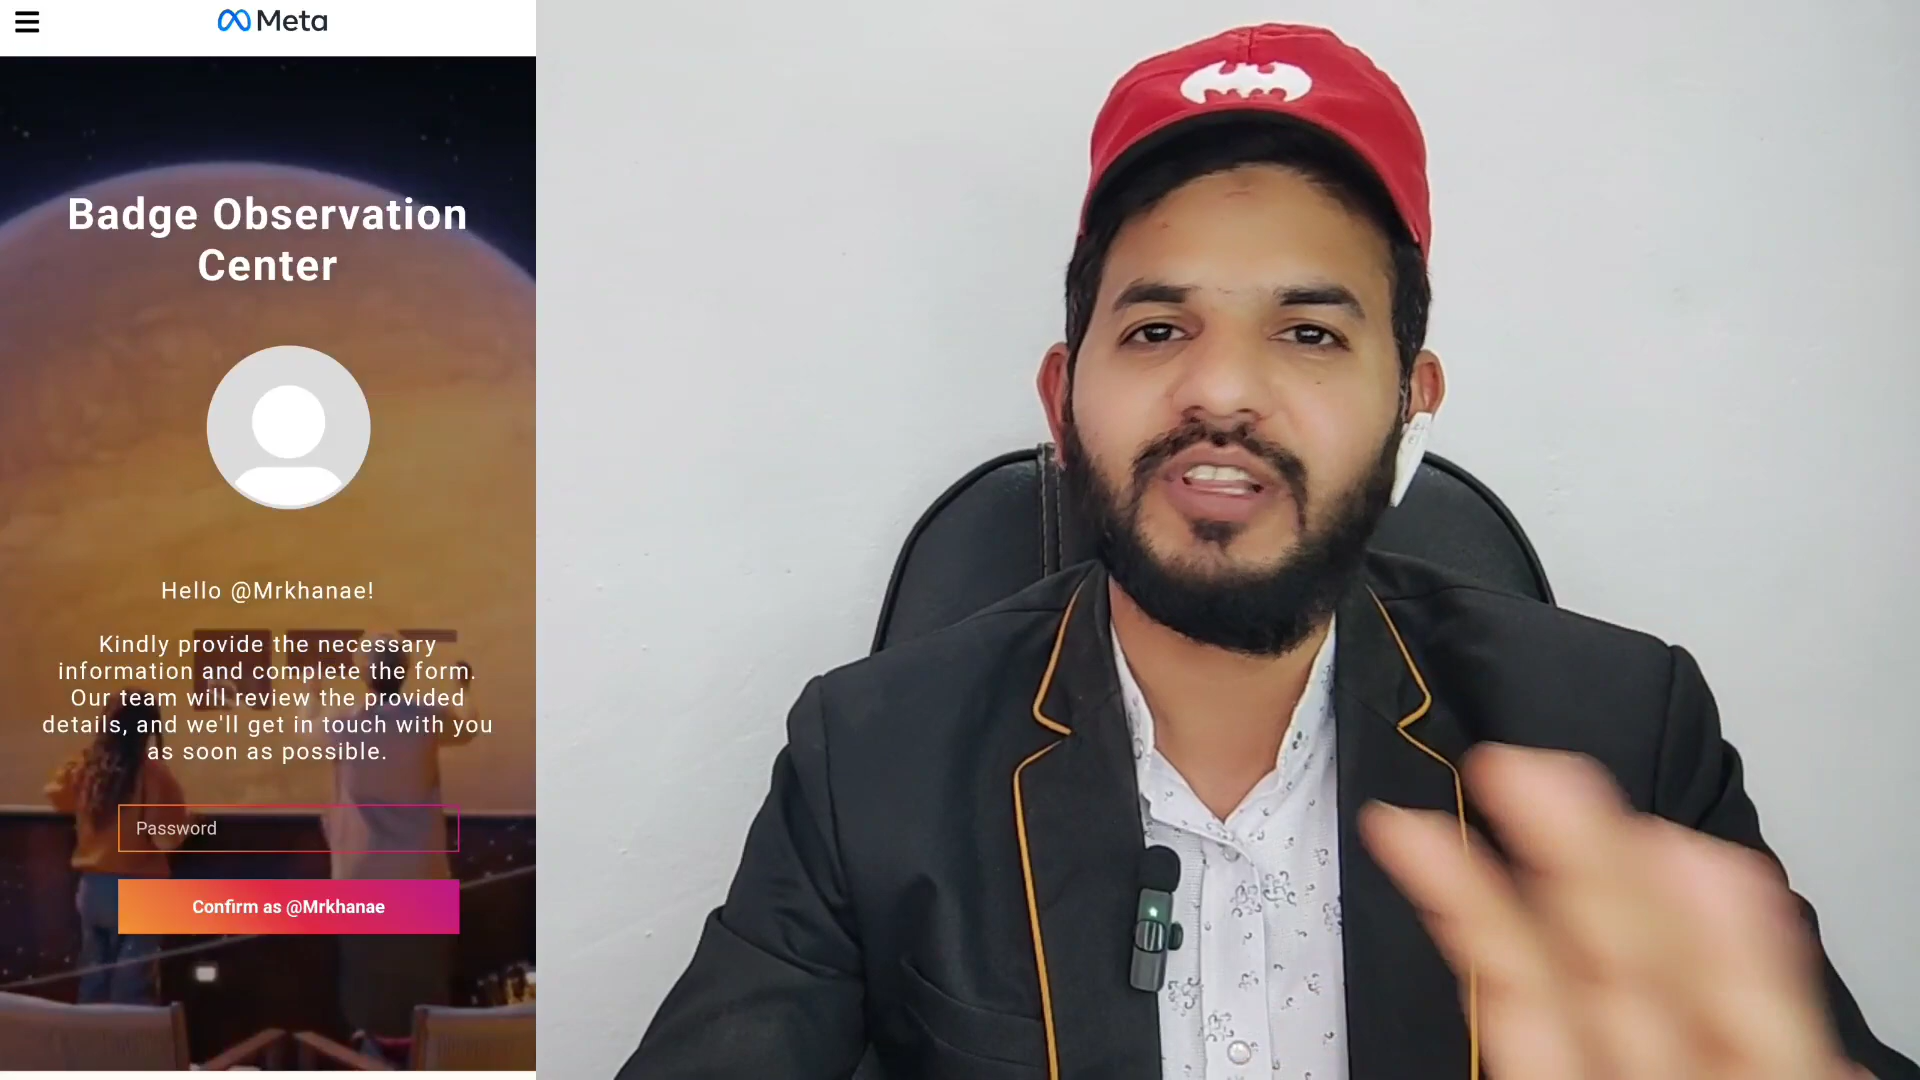 Meta
Badge Observation
Center
Hello @Mrkhanae!
Kindly provide the necessary
information and complete the form.
Our team will review the provided
details, and we'll get in touch with you
as soon as possible.
Password
Confirm as @Mrkhanae